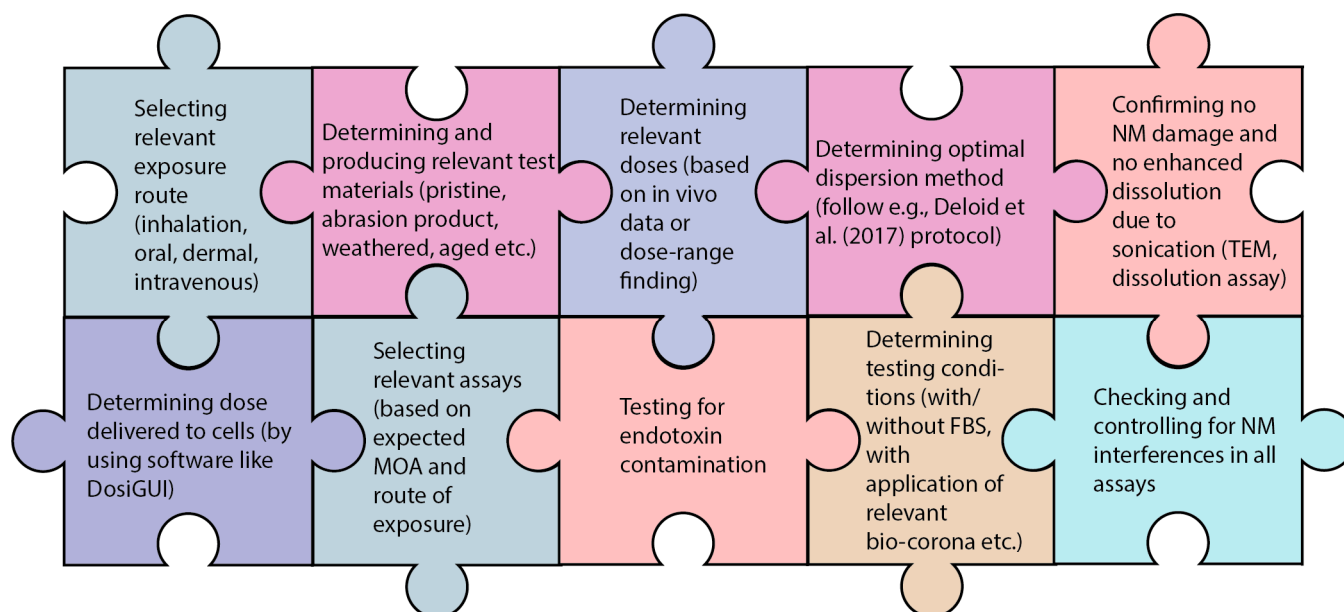 Selecting
relevant
exposure
route
(inhalation,
oral, dermal,
intravenous)
Determining and
producing relevant test
materials (pristine,
abrasion product,
weathered, aged etc.)
Determining
relevant
doses (based
on in vivo
data or
dose-range
finding)
Determining optimal
dispersion method
(follow e.g., Deloid et
al. (2017) protocol)
Confirming no
NM damage and
no enhanced
dissolution
due to
sonication (TEM,
dissolution assay)
Determining dose
delivered to cells (by
using software like
DosiGUI)
Selecting
relevant assays
(based on
expected
MOA and
route of
exposure)
Testing for
endotoxin
contamination
Determining
testing condi-
tions (with/
without FBS,
with
application of
relevant
bio-corona etc.)
Checking and
controlling for NM
interferences in all
assays